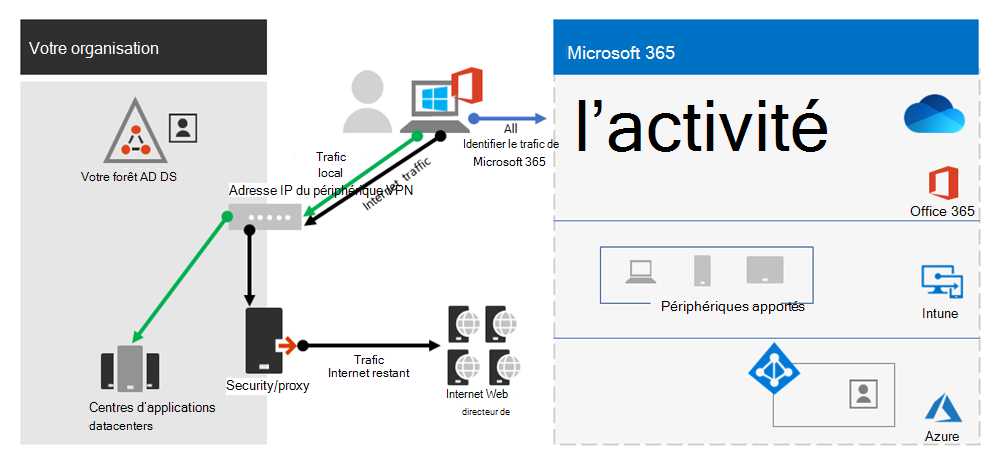 Votre organisation
Votre forêt AD DS
Trafic
local
Internet traffic
Adresse IP du périphérique VPN
All
Identifier le trafic de
Microsoft 365
Centres d'applications
datacenters
Security/proxy
Trafic
Internet restant
Internet Web
directeur de
Microsoft 365
l’activité
Office 365
Périphériques apportés
Intune
Azure